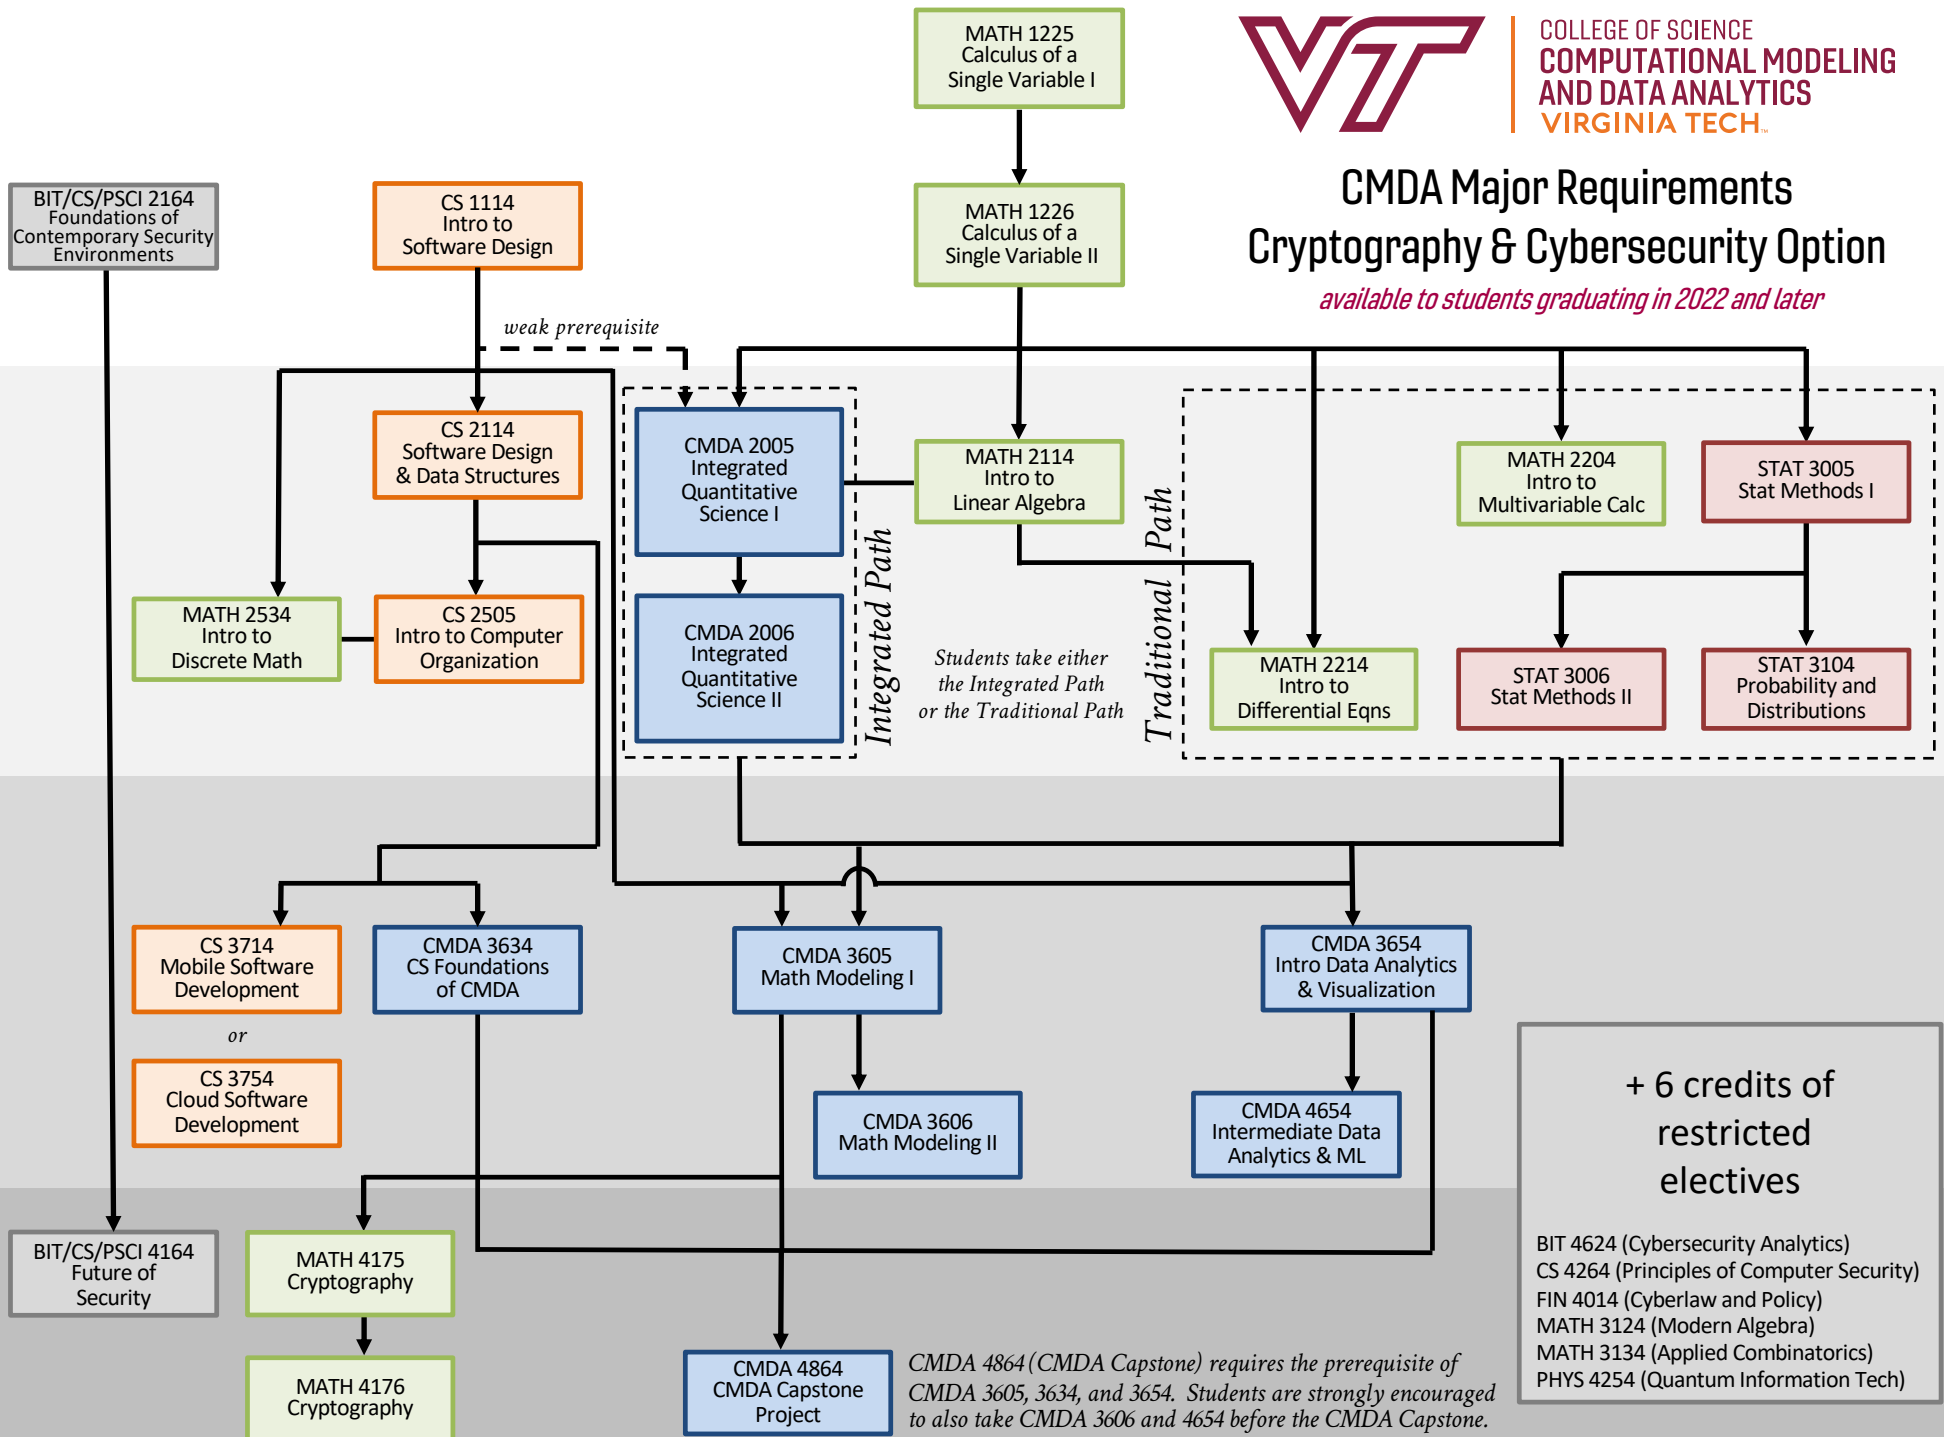 MATH 1225
Calculus of a
Single Variable I
VT
COLLEGE OF SCIENCE
COMPUTATIONAL MODELING
AND DATA ANALYTICS
VIRGINIA TECH™
CMDA Major Requirements
Cryptography & Cybersecurity Option
available to students graduating in 2022 and later
BIT/CS/PSCI 2164
Foundations of
Contemporary Security
Environments
CS 1114
Intro to
Software Design
MATH 1226
Calculus of a
Single Variable II
weak prerequisite
CS 2114
Software Design
& Data Structures
CMDA 2005
Integrated
Quantitative
Science I
MATH 2114
Intro to
Linear Algebra
MATH 2204
Intro to
Multivariable Calc
STAT 3005
Stat Methods I
Integrated Path
Traditional Path
MATH 2534
Intro to
Discrete Math
CS 2505
Intro to Computer
Organization
CMDA 2006
Integrated
Quantitative
Science II
Students take either
the Integrated Path
or the Traditional Path
MATH 2214
Intro to
Differential Eqns
STAT 3006
Stat Methods II
STAT 3104
Probability and
Distributions
CS 3714
Mobile Software
Development
or
CS 3754
Cloud Software
Development
CMDA 3634
CS Foundations
of CMDA
CMDA 3605
Math Modeling I
CMDA 3654
Intro Data Analytics
& Visualization
CMDA 3606
Math Modeling II
CMDA 4654
Intermediate Data
Analytics & ML
+ 6 credits of
restricted
electives
BIT 4624 (Cybersecurity Analytics)
CS 4264 (Principles of Computer Security)
FIN 4014 (Cyberlaw and Policy)
MATH 3124 (Modern Algebra)
MATH 3134 (Applied Combinatorics)
PHYS 4254 (Quantum Information Tech)
BIT/CS/PSCI 4164
Future of
Security
MATH 4175
Cryptography
MATH 4176
Cryptography
CMDA 4864
CMDA Capstone
Project
CMDA 4864 (CMDA Capstone) requires the prerequisite of
CMDA 3605, 3634, and 3654. Students are strongly encouraged
to also take CMDA 3606 and 4654 before the CMDA Capstone.